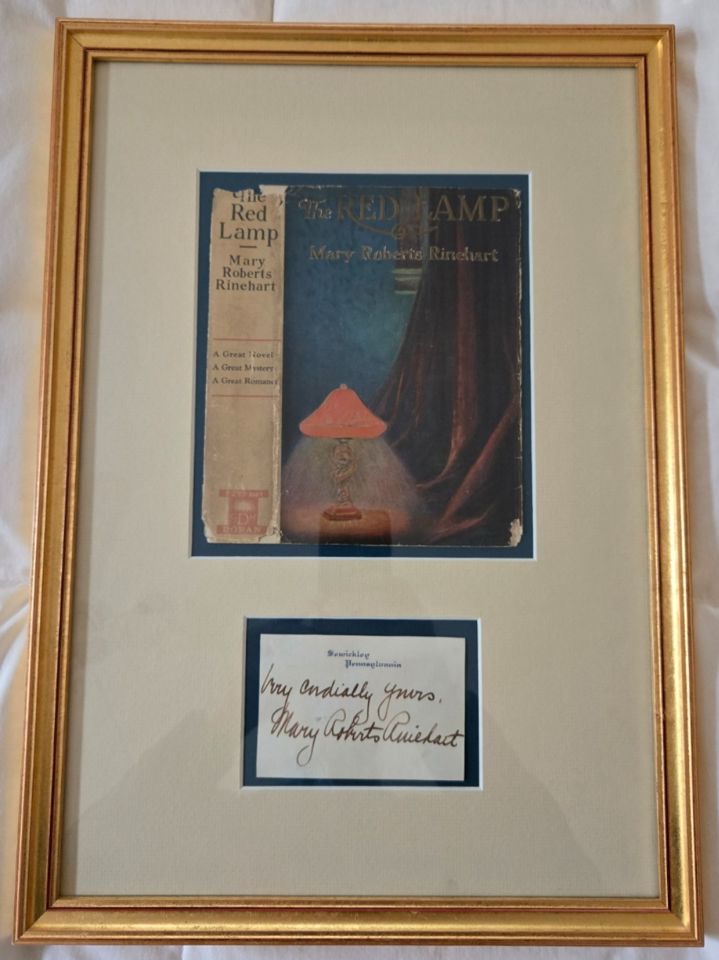 The
Red
Lamp
Mary
Roberts
Rinehart
A Great Novel
A Great Mystery
A Great Romance
DORAN
The RED LAMP
Mary Roberts Rinehart
Sewickley
Pennsylvania
Very cordially yours,
Mary Roberts Rinehart